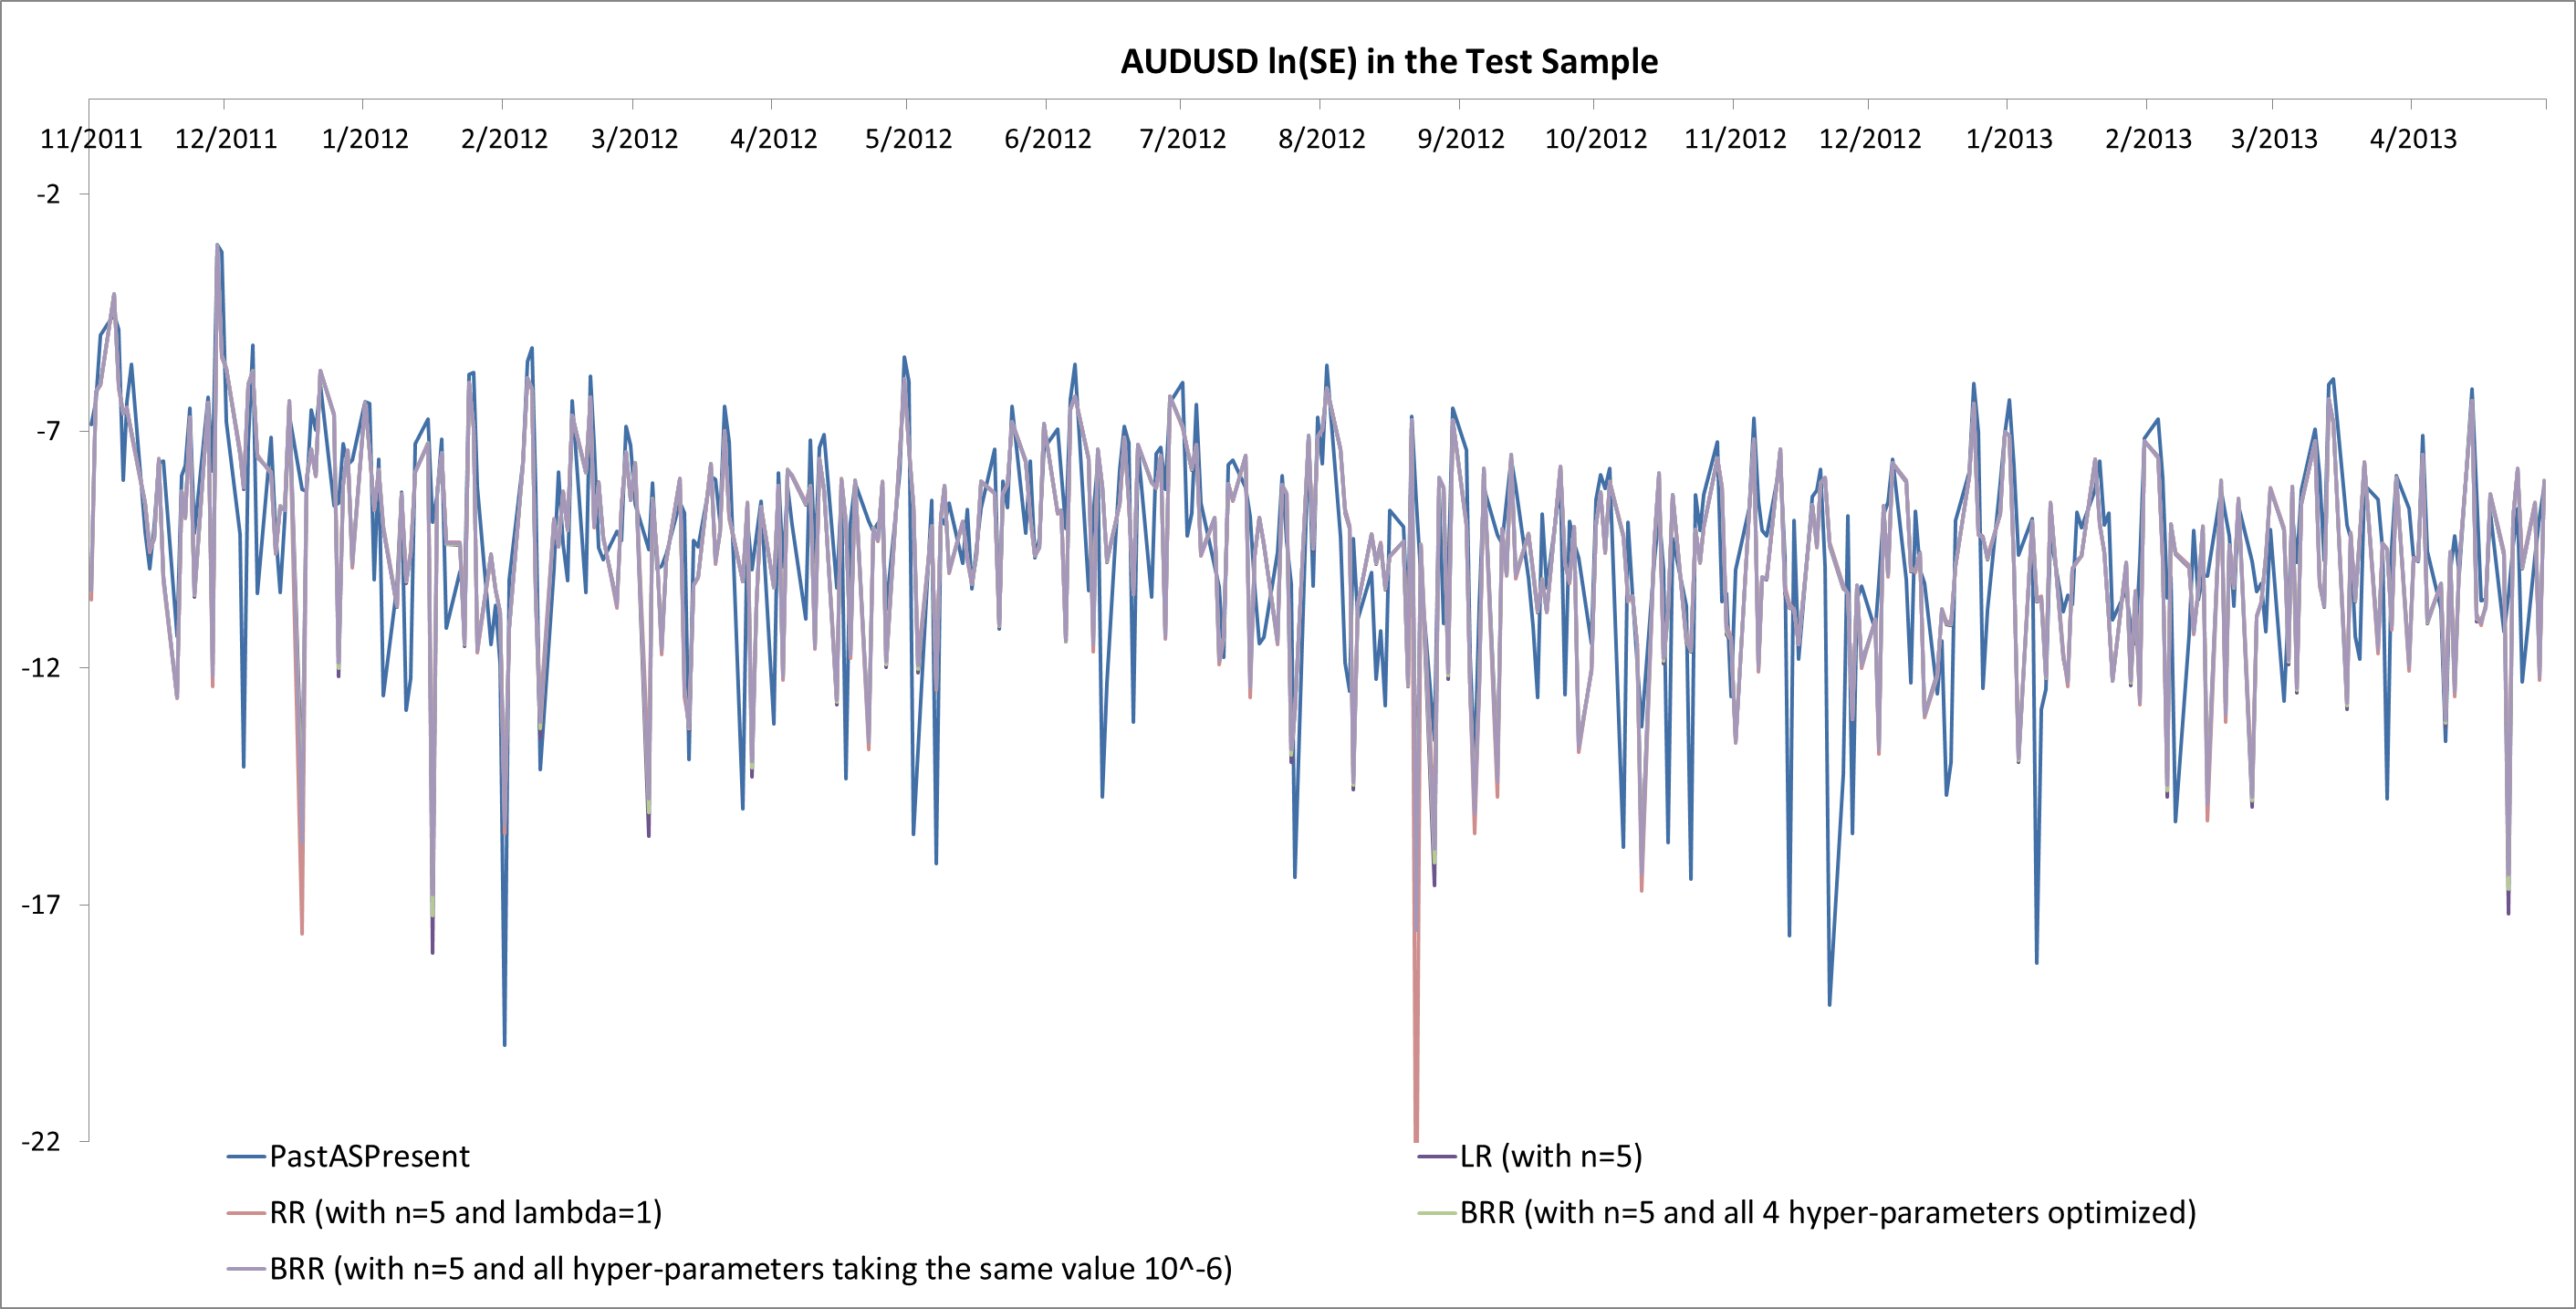 AUDUSD ln(SE) in the Test Sample
11/2011 12/2011 1/2012 2/2012 3/2012 4/2012 5/2012 6/2012 7/2012 8/2012 9/2012 10/2012 11/2012 12/2012 1/2013 2/2013 3/2013 4/2013
-2
-7
-12
-17
-22
PastASPresent LR (with n=5)
RR (with n=5 and lambda=1) BRR (with n=5 and all 4 hyper-parameters optimized)
BRR (with n=5 and all hyper-parameters taking the same value 10^-6)